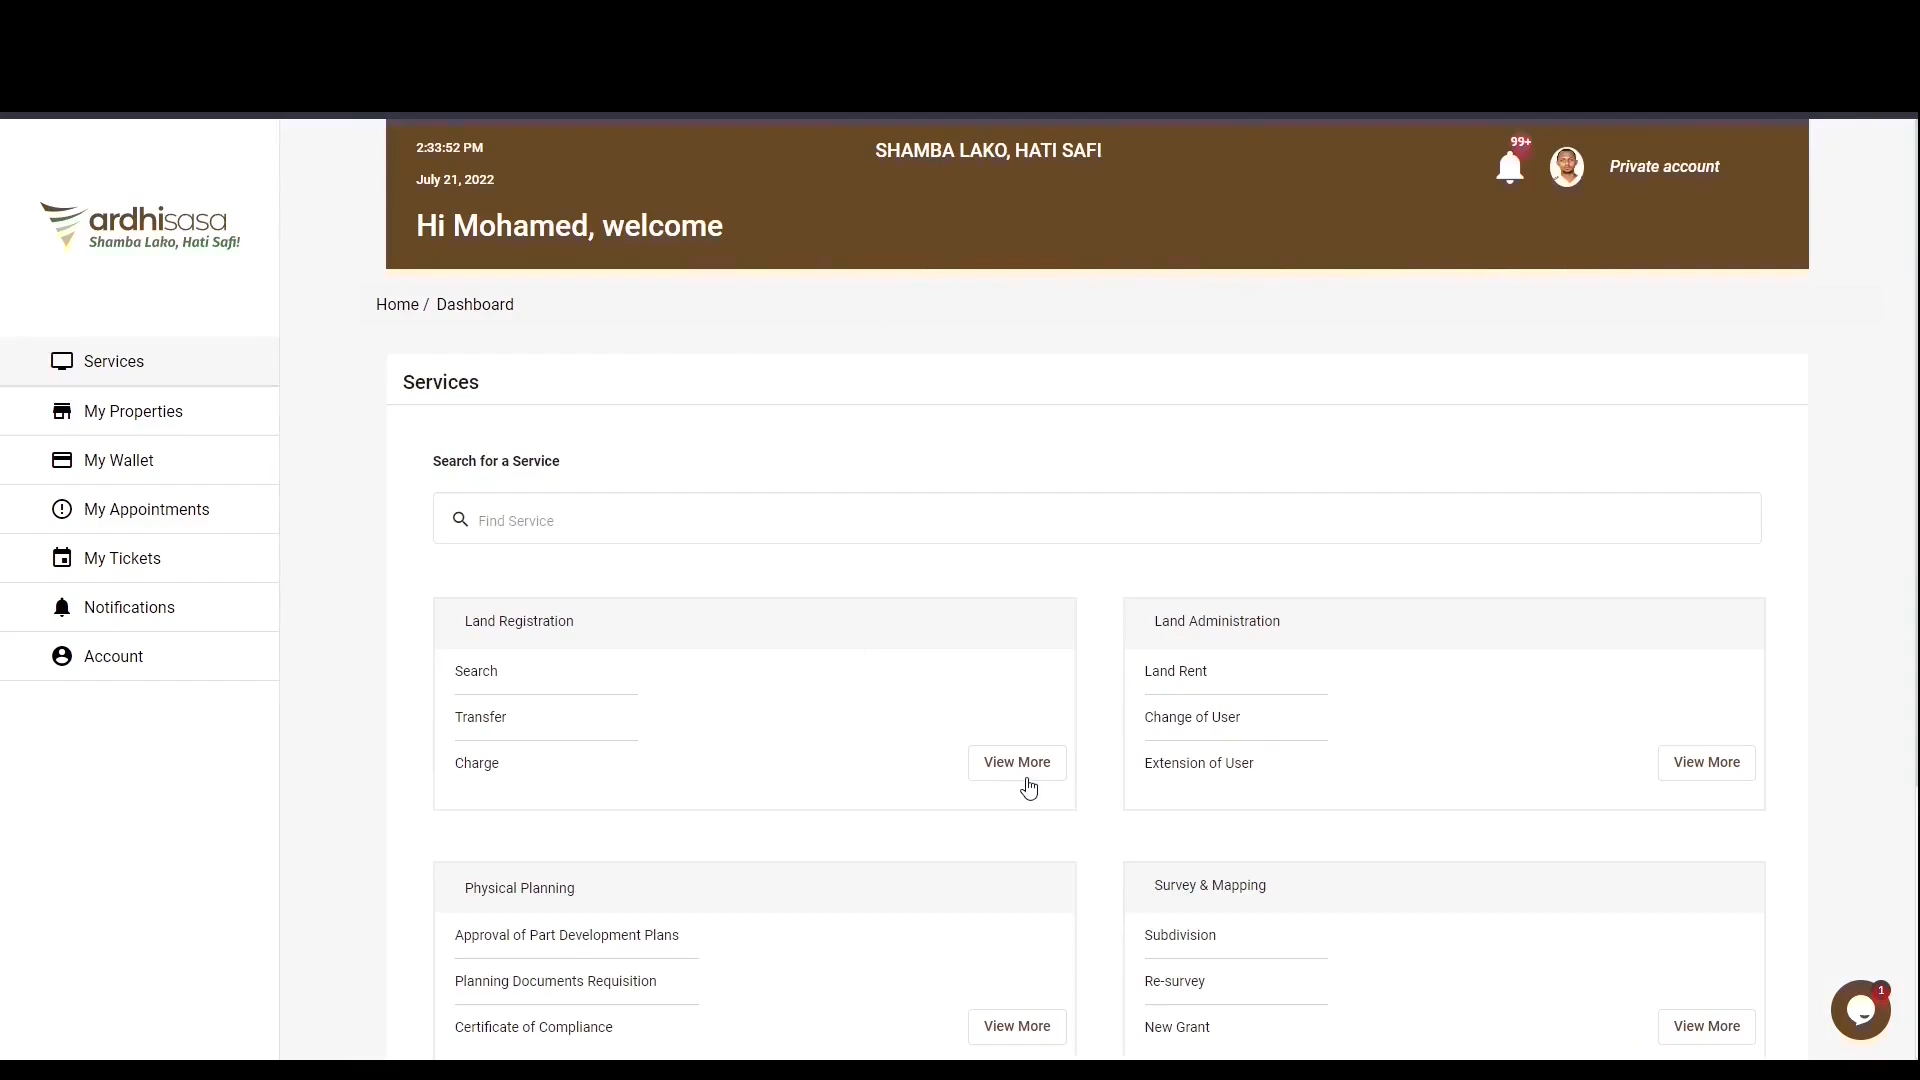 2:33:52 PM
SHAMBA LAKO, HATI SAFI
99+
Private account
July 21, 2022
Hi Mohamed, welcome
ardhisasa
Shamba Lako, Hati Safi!
Home / Dashboard
Services
My Properties
My Wallet
My Appointments
My Tickets
Notifications
Account
Services
Search for a Service
Find Service
Land Registration
Search
Transfer
Charge
View More
Land Administration
Land Rent
Change of User
Extension of User
View More
Physical Planning
Approval of Part Development Plans
Planning Documents Requisition
Certificate of Compliance
View More
Survey & Mapping
Subdivision
Re-survey
New Grant
View More
1